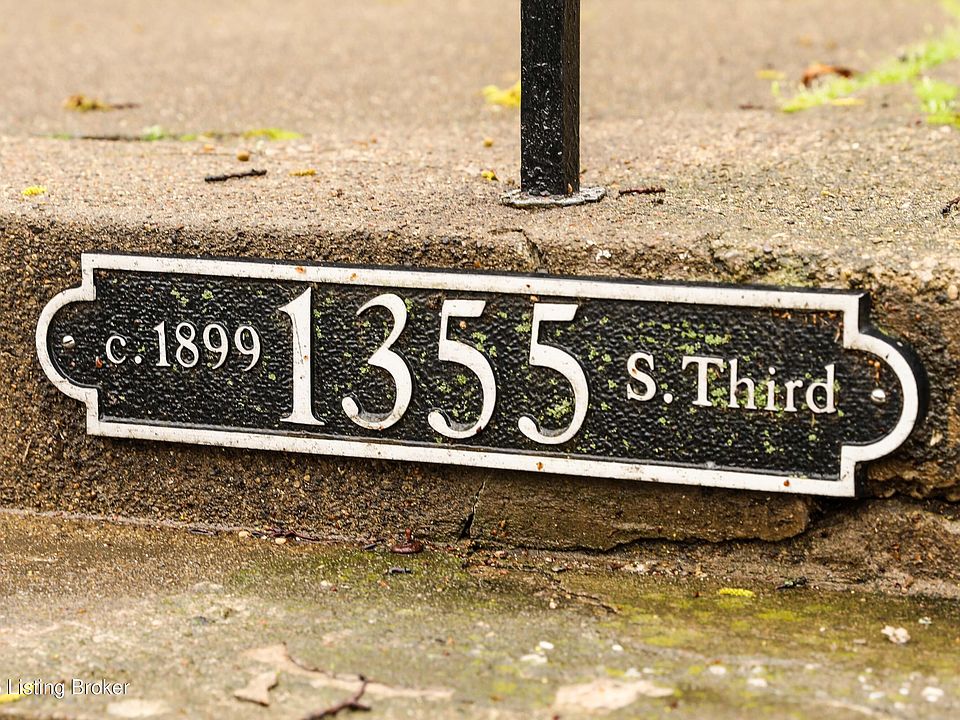 c. 1899 1355 S. Third
Listing Broker